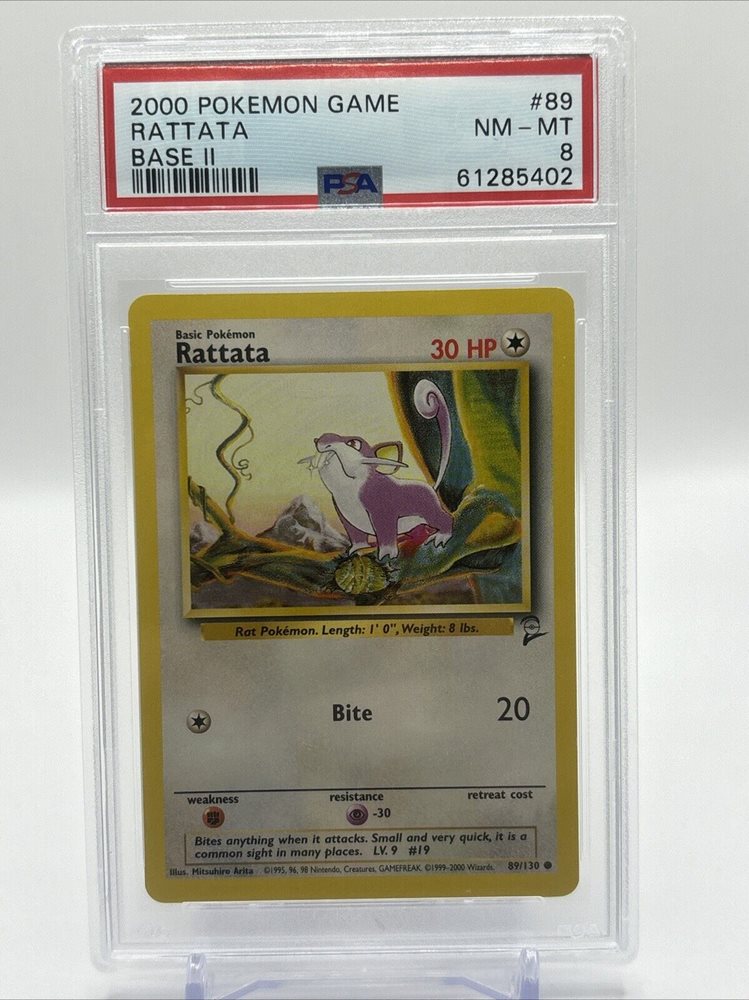 2000 POKEMON GAME #89
RATTATA NM - MT
BASE II 8
PSA 61285402
Basic Pokémon
Rattata 30 HP
Rat Pokémon. Length: 1' 0", Weight: 8 lbs.
Bite 20
weakness resistance retreat cost
-30
Bites anything when it attacks. Small and very quick, it is a
common sight in many places. LV. 9 #19
Illus. Mitsuhiro Arita ©1995, 96, 98 Nintendo, Creatures, GAMEFREAK. ©1999-2000 Wizards. 89/130